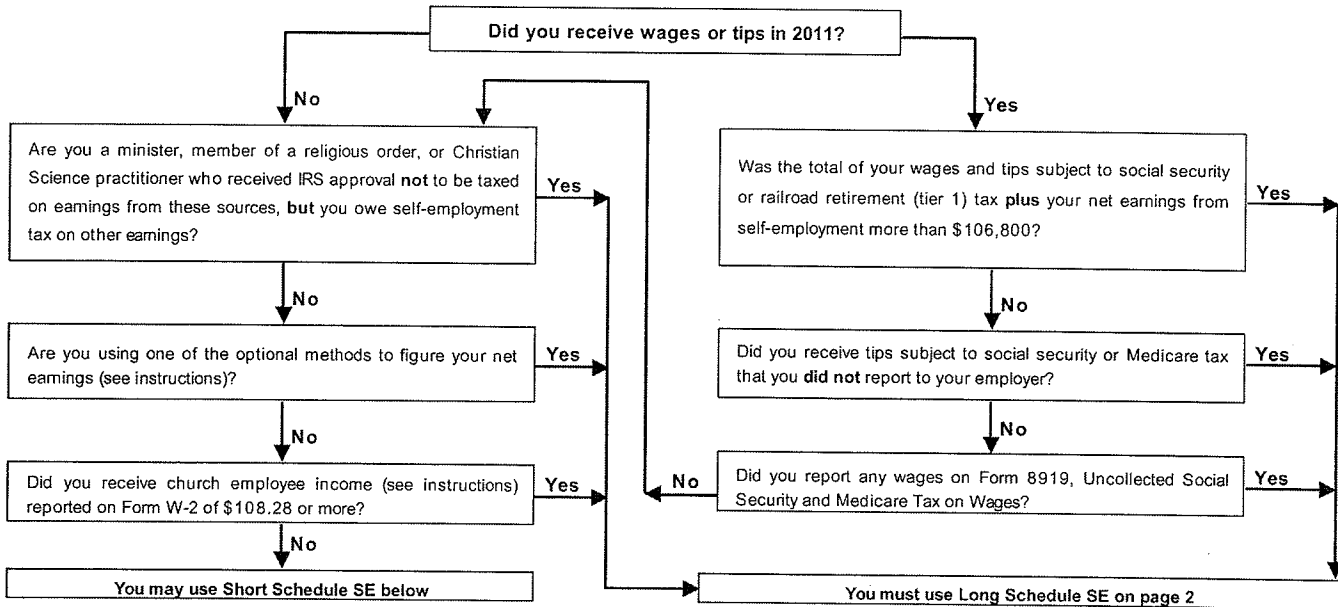 Did you receive wages or tips in 2011?
No
Yes
Are you a minister, member of a religious order, or Christian
Science practitioner who received IRS approval not to be taxed
on earnings from these sources, but you owe self-employment
tax on other earnings?
Yes
Was the total of your wages and tips subject to social security
or railroad retirement (tier 1) tax plus your net earnings from
self-employment more than $106,800?
Yes
No
No
Are you using one of the optional methods to figure your net
earnings (see instructions)?
Yes
Did you receive tips subject to social security or Medicare tax
that you did not report to your employer?
Yes
No
No
Did you receive church employee income (see instructions)
reported on Form W-2 of $108.28 or more?
Yes
No
Did you report any wages on Form 8919, Uncollected Social
Security and Medicare Tax on Wages?
Yes
No
You may use Short Schedule SE below
You must use Long Schedule SE on page 2